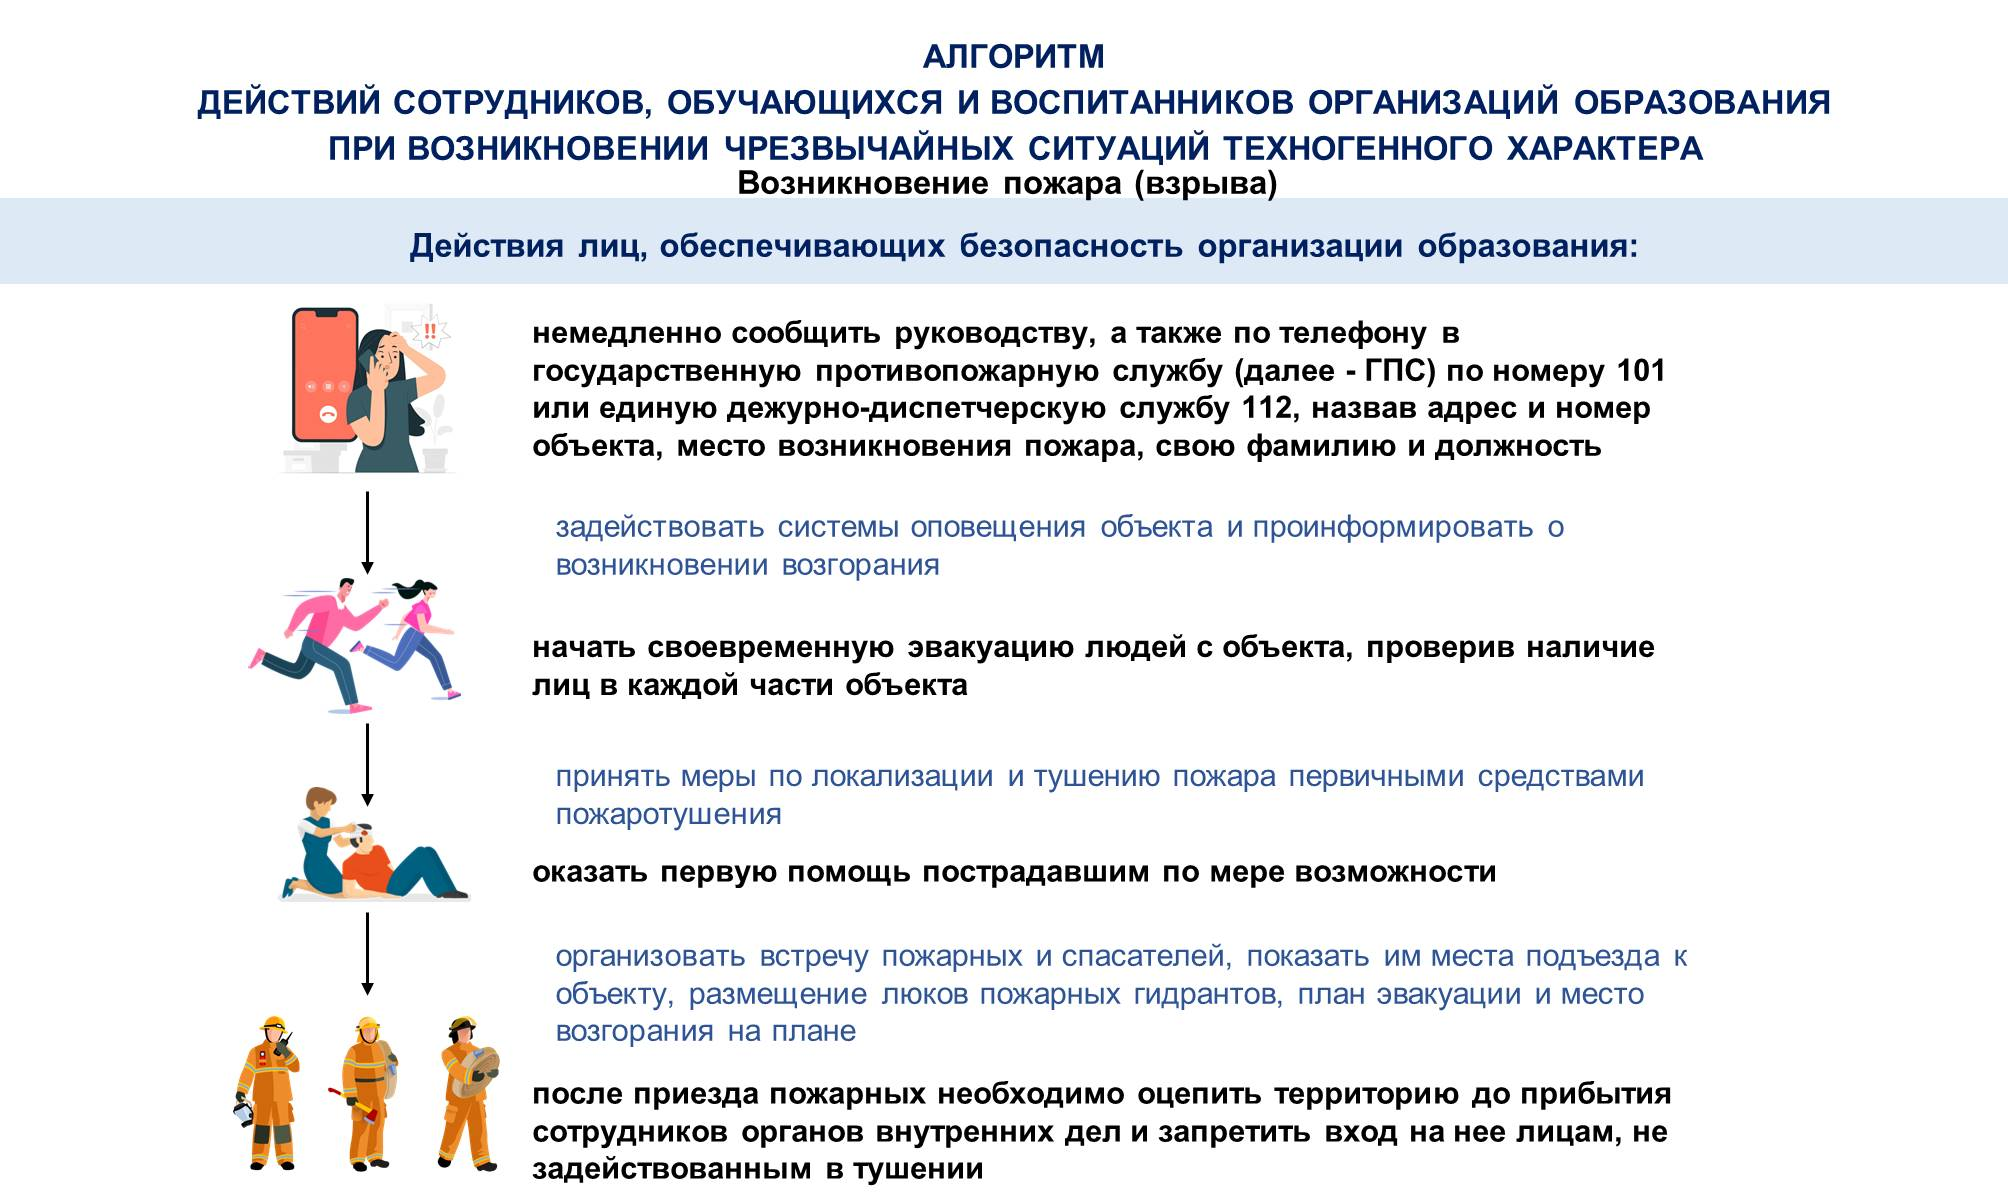 АЛГОРИТМ
ДЕЙСТВИЙ СОТРУДНИКОВ, ОБУЧАЮЩИХСЯ И ВОСПИТАННИКОВ ОРГАНИЗАЦИЙ ОБРАЗОВАНИЯ
ПРИ ВОЗНИКНОВЕНИИ ЧРЕЗВЫЧАЙНЫХ СИТУАЦИЙ ТЕХНОГЕННОГО ХАРАКТЕРА
Возникновение пожара (взрыва)
Действия лиц, обеспечивающих безопасность организации образования:
!!
немедленно сообщить руководству, а также по телефону в
государственную противопожарную службу (далее - ГПС) по номеру 101
или единую дежурно-диспетчерскую службу 112, назвав адрес и номер
объекта, место возникновения пожара, свою фамилию и должность
задействовать системы оповещения объекта и проинформировать о
возникновении возгорания
начать своевременную эвакуацию людей с объекта, проверив наличие
лиц в каждой части объекта
принять меры по локализации и тушению пожара первичными средствами
пожаротушения
оказать первую помощь пострадавшим по мере возможности
организовать встречу пожарных и спасателей, показать им места подъезда к
объекту, размещение люков пожарных гидрантов, план эвакуации и место
возгорания на плане
после приезда пожарных необходимо оцепить территорию до прибытия
сотрудников органов внутренних дел и запретить вход на нее лицам, не
задействованным в тушении